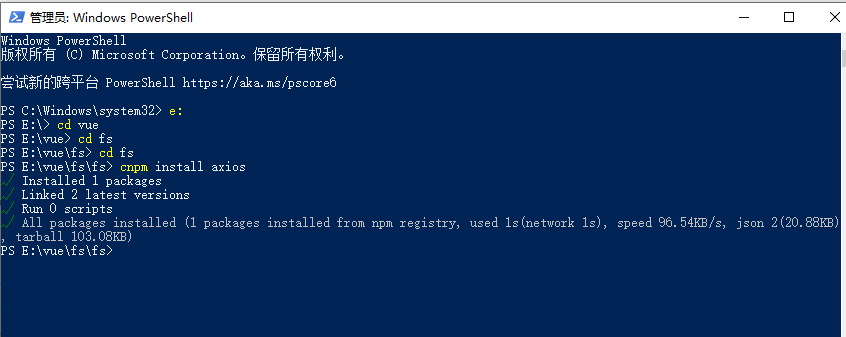 管理员: Windows PowerShell
Windows PowerShell
版权所有 (C) Microsoft Corporation。保留所有权利。
尝试新的跨平台 PowerShell https://aka.ms/pscore6
PS C:\Windows\system32> e:
PS E:\> cd vue
PS E:\vue> cd fs
PS E:\vue\fs> cd fs
PS E:\vue\fs\fs> cnpm install axios
√ Installed 1 packages
√ Linked 2 latest versions
√ Run 0 scripts
√ All packages installed (1 packages installed from npm registry, used 1s(network 1s), speed 96.54KB/s, json 2(20.88KB)
, tarball 103.08KB)
PS E:\vue\fs\fs>